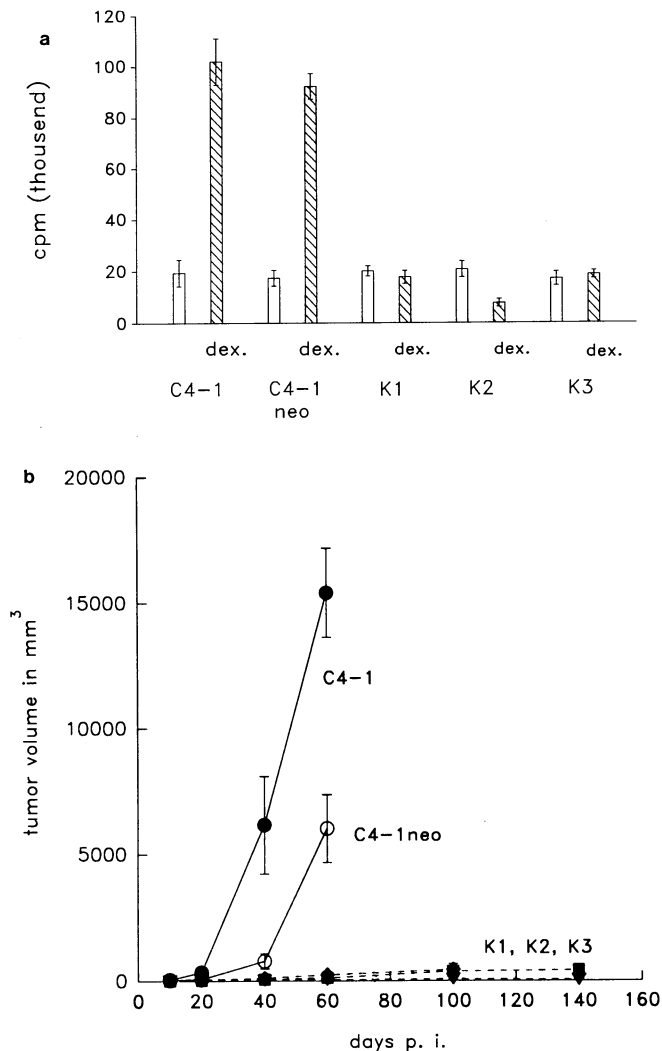 a
cpm (thousend)
120
100
80
60
40
20
0
dex. dex. dex. dex. dex.
C4-1 C4-1 K1 K2 K3
neo
b
tumor volume in mm3
20000
15000
10000
5000
0
C4-1
C4-1neo
K1, K2, K3
0 20 40 60 80 100 120 140 160
days p. i.